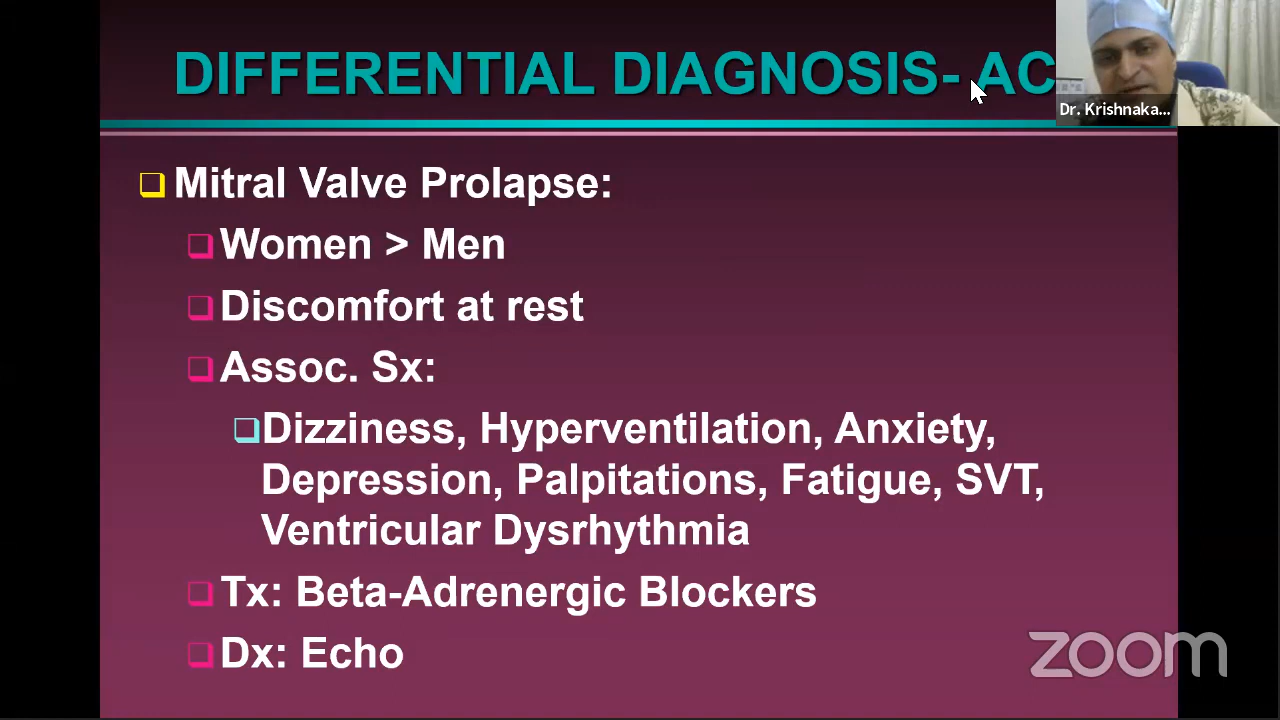 DIFFERENTIAL DIAGNOSIS- AC
Dr. Krishnaka...
Mitral Valve Prolapse:
Women > Men
Discomfort at rest
Assoc. Sx:
Dizziness, Hyperventilation, Anxiety,
Depression, Palpitations, Fatigue, SVT,
Ventricular Dysrhythmia
Tx: Beta-Adrenergic Blockers
Dx: Echo
zoom